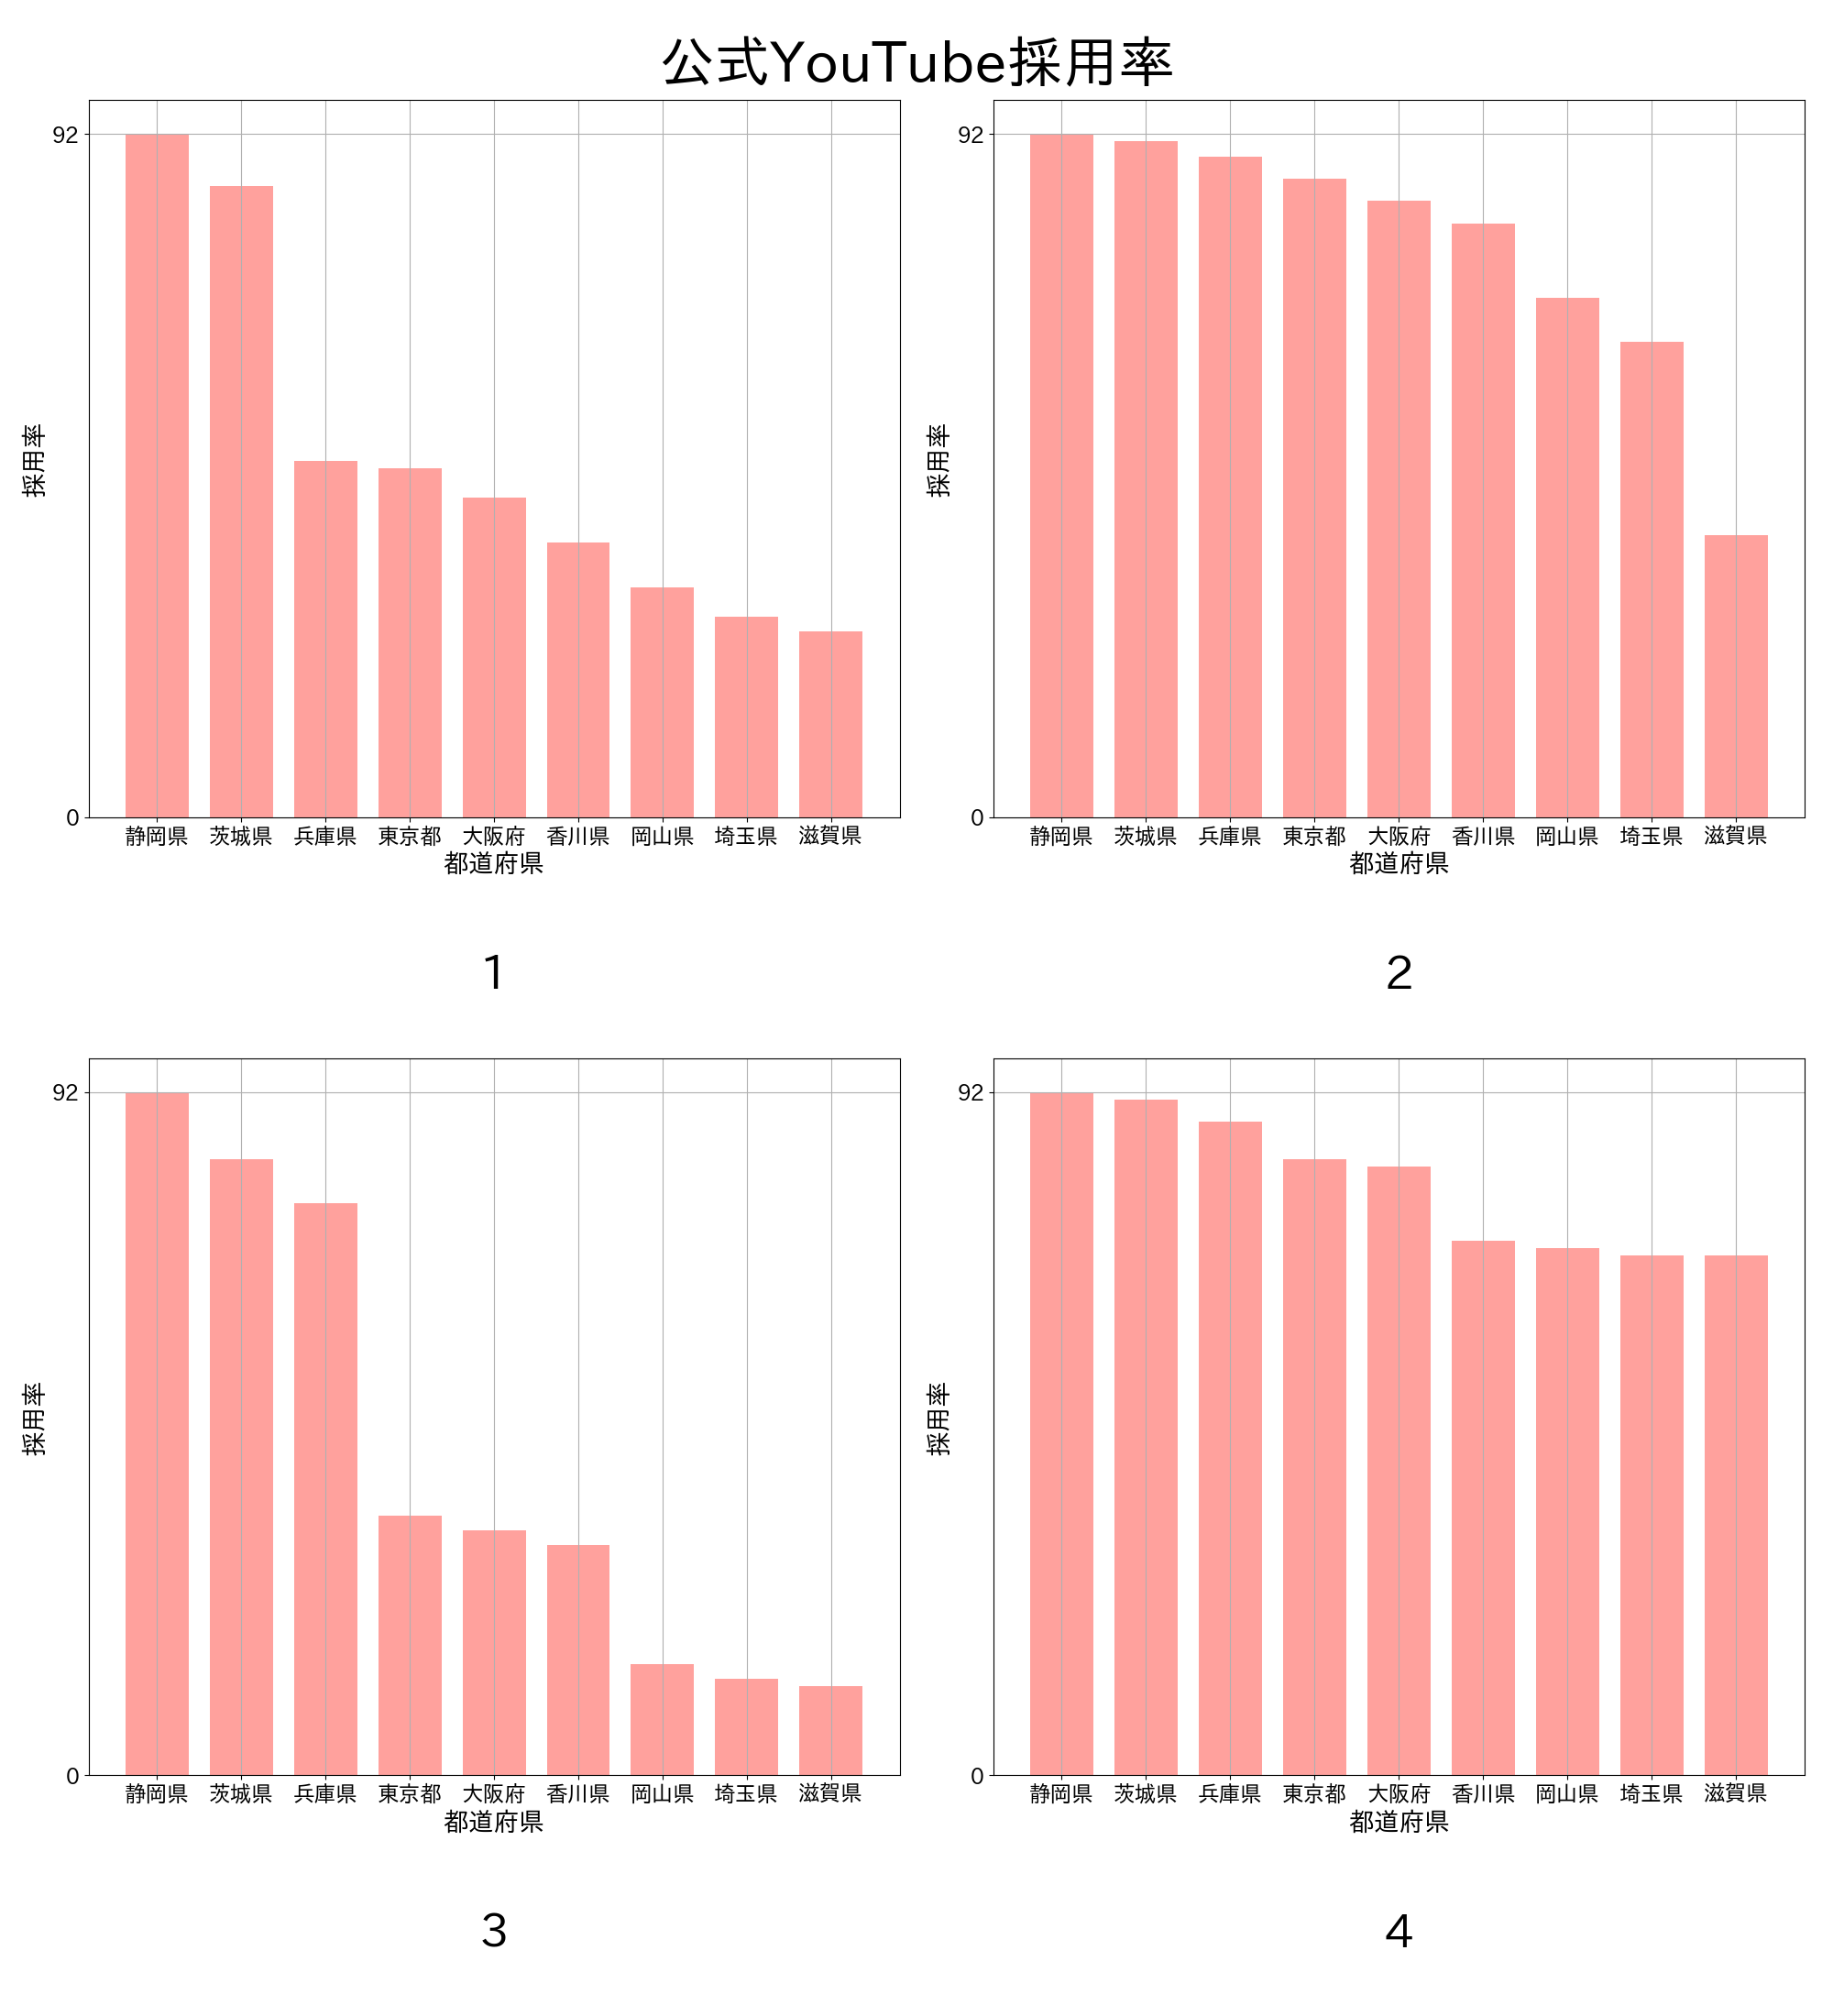 公式YouTube採用率
92
0
採用率
静岡県 茨城県 兵庫県 東京都 大阪府 香川県 岡山県 埼玉県 滋賀県
都道府県
1
92
0
採用率
静岡県 茨城県 兵庫県 東京都 大阪府 香川県 岡山県 埼玉県 滋賀県
都道府県
2
92
0
採用率
静岡県 茨城県 兵庫県 東京都 大阪府 香川県 岡山県 埼玉県 滋賀県
都道府県
3
92
0
採用率
静岡県 茨城県 兵庫県 東京都 大阪府 香川県 岡山県 埼玉県 滋賀県
都道府県
4